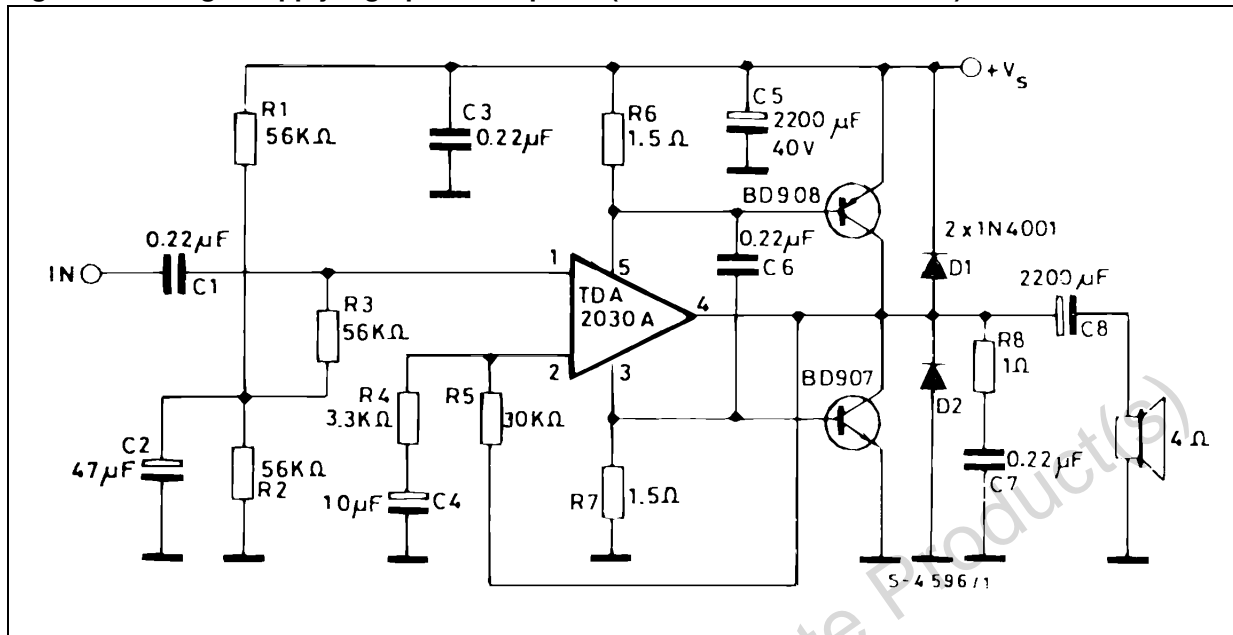 +Vs
R1
56KΩ
C3
0.22µF
R6
1.5Ω
C5
2200µF
40V
BD908
2x1N4001
0.22µF
IN
C1
1
5
TDA
2030A
4
0.22µF
C6
D1
2200µF
C8
R3
56KΩ
2
3
R8
1Ω
R4
3.3KΩ
R5
30KΩ
BD907
D2
4Ω
C2
47µF
56KΩ
R2
10µF
C4
R7
1.5Ω
0.22µF
C7
S-4596/1
Product(s)